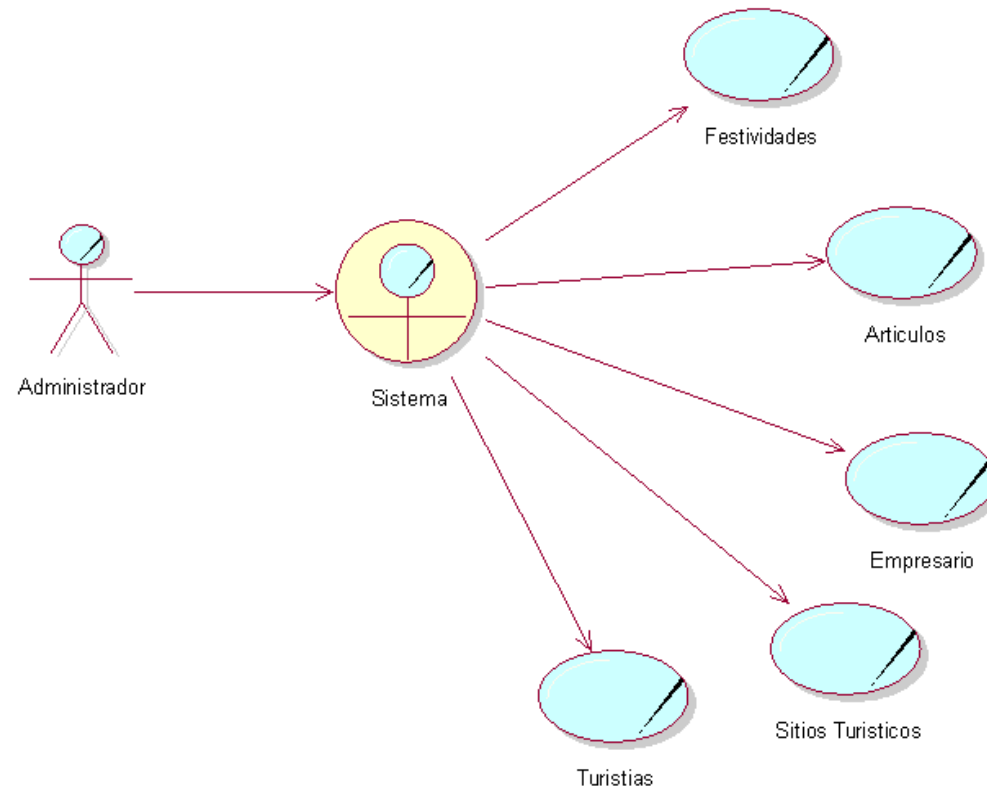 Festividades
Articulos
Administrador
Sistema
Empresario
Sitios Turisticos
Turistias